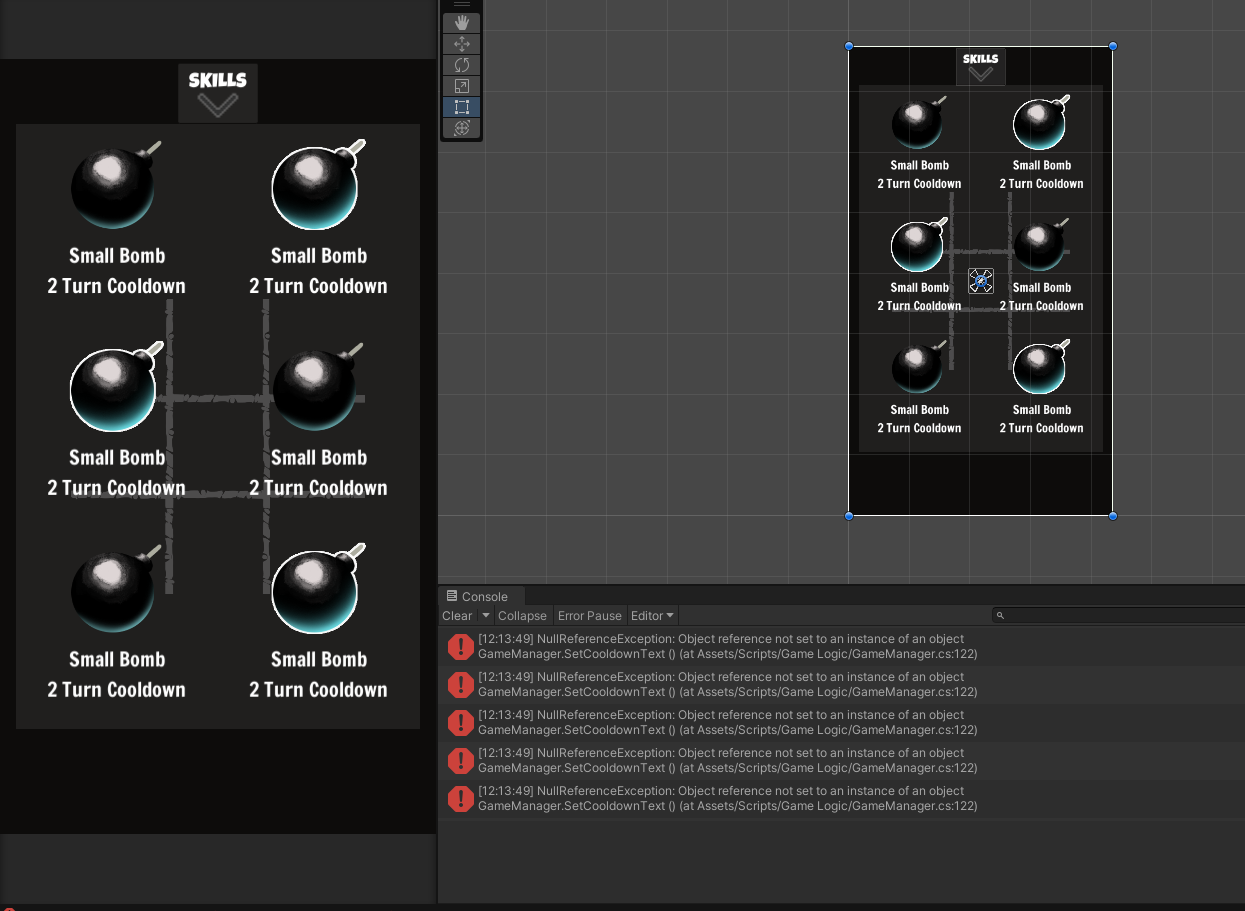 SKILLS
Small Bomb
2 Turn Cooldown
Small Bomb
2 Turn Cooldown
Small Bomb
2 Turn Cooldown
Small Bomb
2 Turn Cooldown
Small Bomb
2 Turn Cooldown
Small Bomb
2 Turn Cooldown
SKILLS
Small Bomb
2 Turn Cooldown
Small Bomb
2 Turn Cooldown
Small Bomb
2 Turn Cooldown
Small Bomb
2 Turn Cooldown
Small Bomb
2 Turn Cooldown
Small Bomb
2 Turn Cooldown
Console
Clear Collapse Error Pause Editor
[12:13:49] NullReferenceException: Object reference not set to an instance of an object
GameManager.SetCooldownText () (at Assets/Scripts/Game Logic/GameManager.cs:122)
[12:13:49] NullReferenceException: Object reference not set to an instance of an object
GameManager.SetCooldownText () (at Assets/Scripts/Game Logic/GameManager.cs:122)
[12:13:49] NullReferenceException: Object reference not set to an instance of an object
GameManager.SetCooldownText () (at Assets/Scripts/Game Logic/GameManager.cs:122)
[12:13:49] NullReferenceException: Object reference not set to an instance of an object
GameManager.SetCooldownText () (at Assets/Scripts/Game Logic/GameManager.cs:122)
[12:13:49] NullReferenceException: Object reference not set to an instance of an object
GameManager.SetCooldownText () (at Assets/Scripts/Game Logic/GameManager.cs:122)